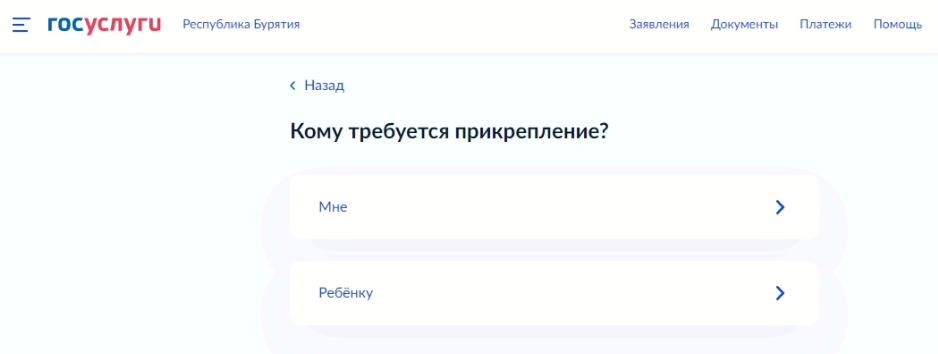 госуслуги Республика Бурятия Заявления Документы Платежи Помощь
Назад
Кому требуется прикрепление?
Мне
Ребёнку